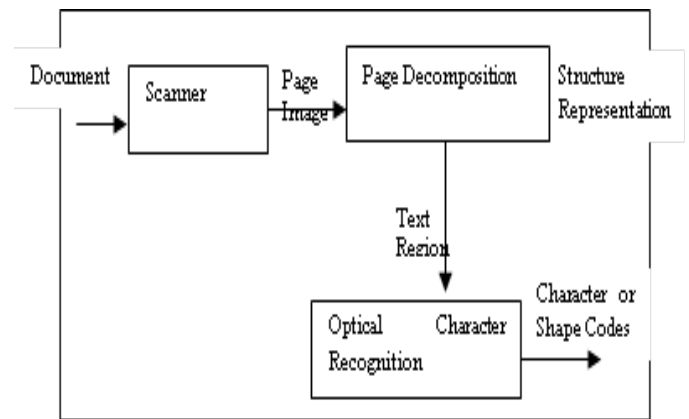 Document
Scanner
Page
Image
Page Decomposition
Structure
Representation
Text
Region
Optical Character
Recognition
Character or
Shape Codes